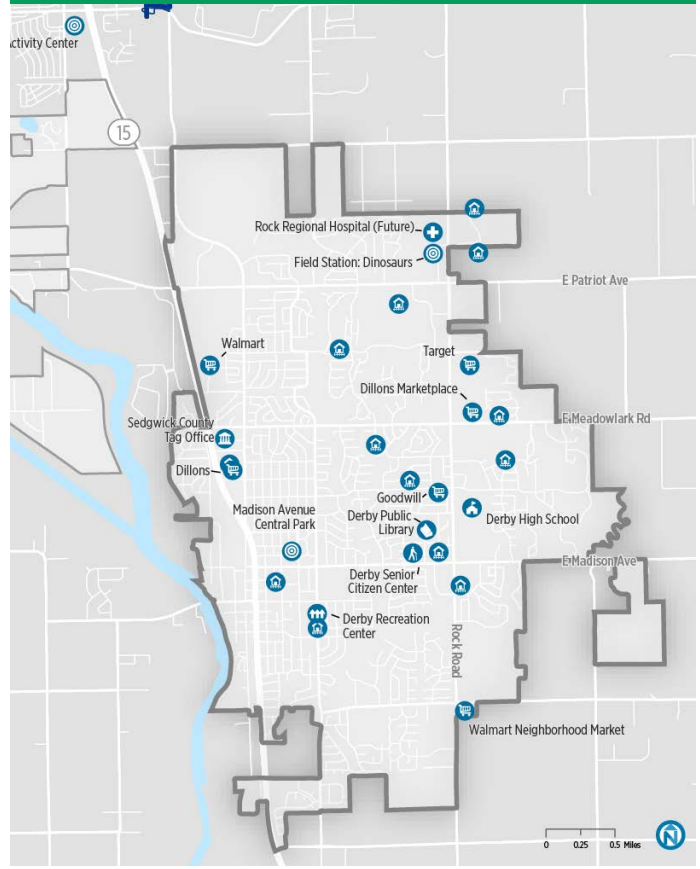 ctivity Center
15
Rock Regional Hospital (Future)
Field Station: Dinosaurs
E Patriot Ave
Walmart
Target
Dillons Marketplace
E Meadowlark Rd
Sedgwick County
Tag Office
Dillons
Goodwill
Madison Avenue
Central Park
Derby Public
Library
Derby High School
E Madison Ave
Derby Senior
Citizen Center
Derby Recreation
Center
Rock Road
Walmart Neighborhood Market
0 0.25 0.5 Miles
N